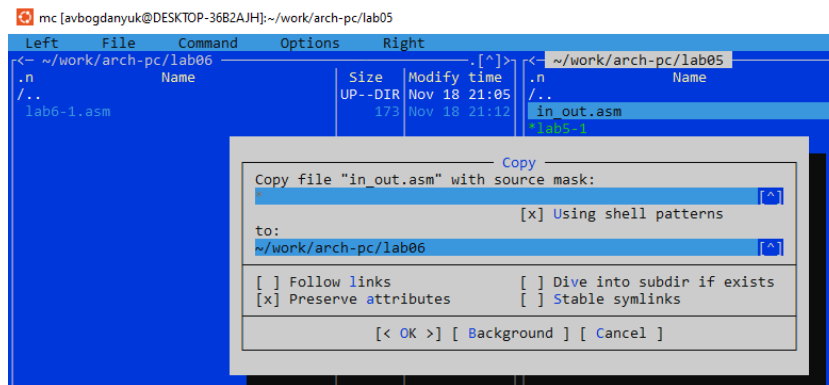 mc [avbogdanyuk@DESKTOP-36B2AJH]:~/work/arch-pc/lab05
Left File Command Options Right
<- ~/work/arch-pc/lab06 .[^]> <- ~/work/arch-pc/lab05
.n Name Size Modify time .n Name
/.. UP--DIR Nov 18 21:05 /..
lab6-1.asm 173 Nov 18 21:12 in_out.asm
*lab5-1
Copy
Copy file "in_out.asm" with source mask:
* [^]
[x] Using shell patterns
to:
~/work/arch-pc/lab06 [^]
[ ] Follow links [ ] Dive into subdir if exists
[x] Preserve attributes [ ] Stable symlinks
[< OK >] [ Background ] [ Cancel ]